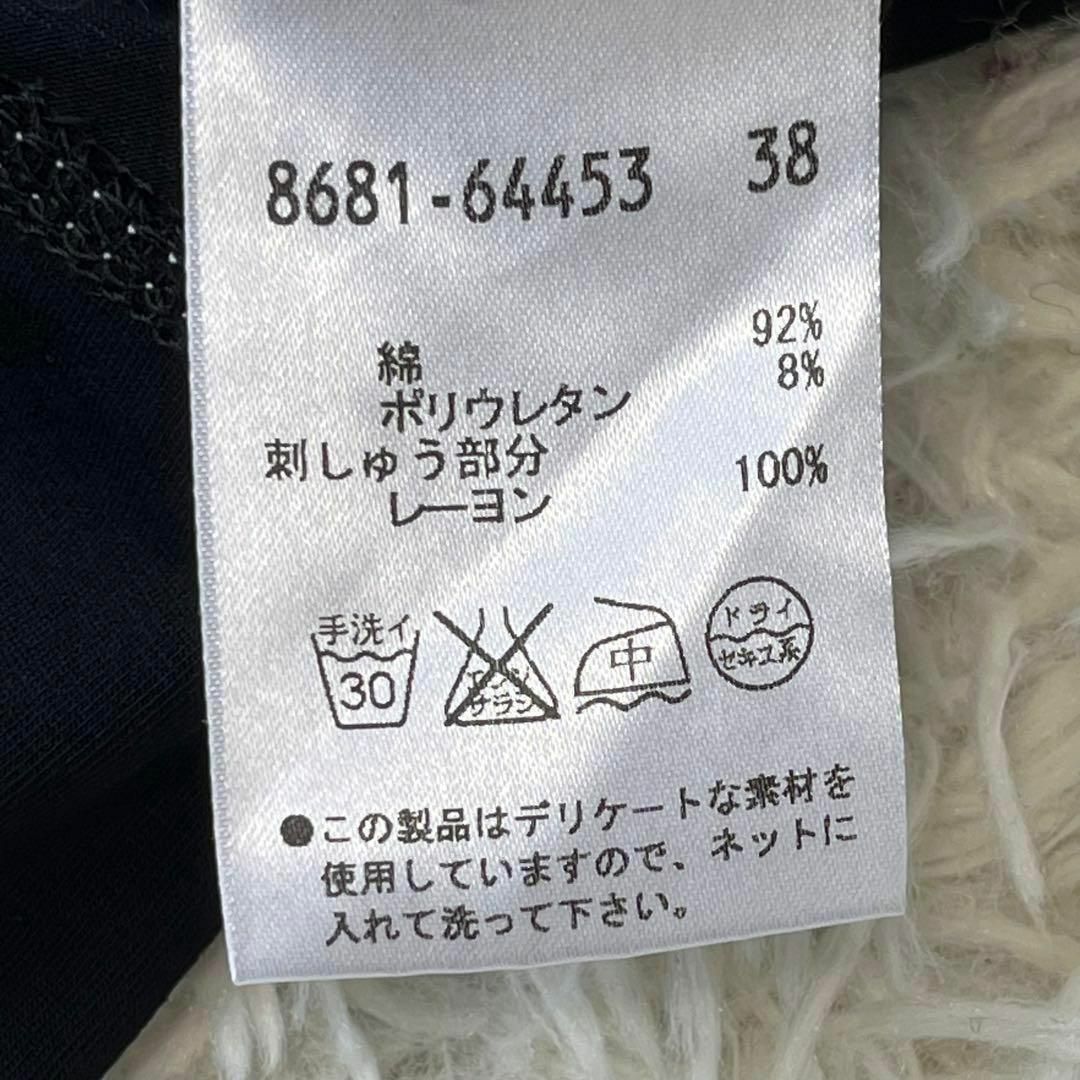 8681-64453 38
綿 92%
ポリウレタン 8%
刺しゅう部分
レーヨン 100%
手洗イ
30
サラシ
中
ドライ
セキユ系
●この製品はデリケートな素材を
使用していますので、ネットに
入れて洗って下さい。